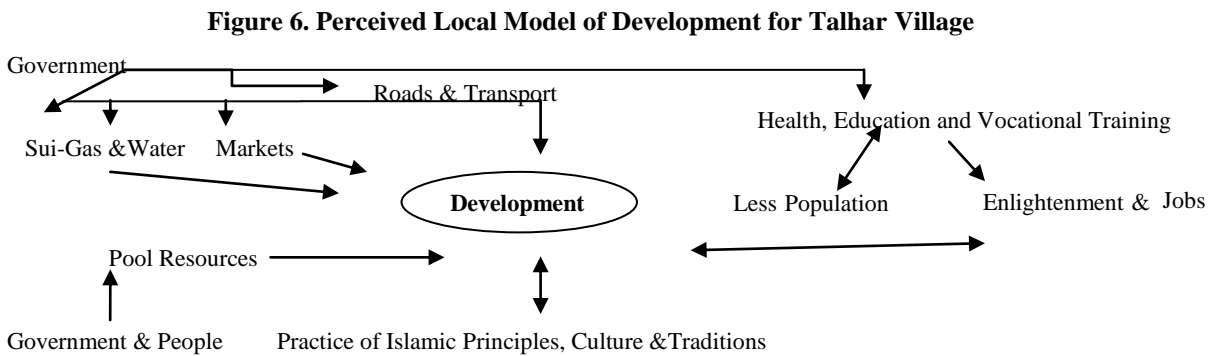 Figure 6. Perceived Local Model of Development for Talhar Village
Government
Roads & Transport
Health, Education and Vocational Training
Sui-Gas &Water Markets
Development
Less Population Enlightenment & Jobs
Pool Resources
Government & People Practice of Islamic Principles, Culture &Traditions